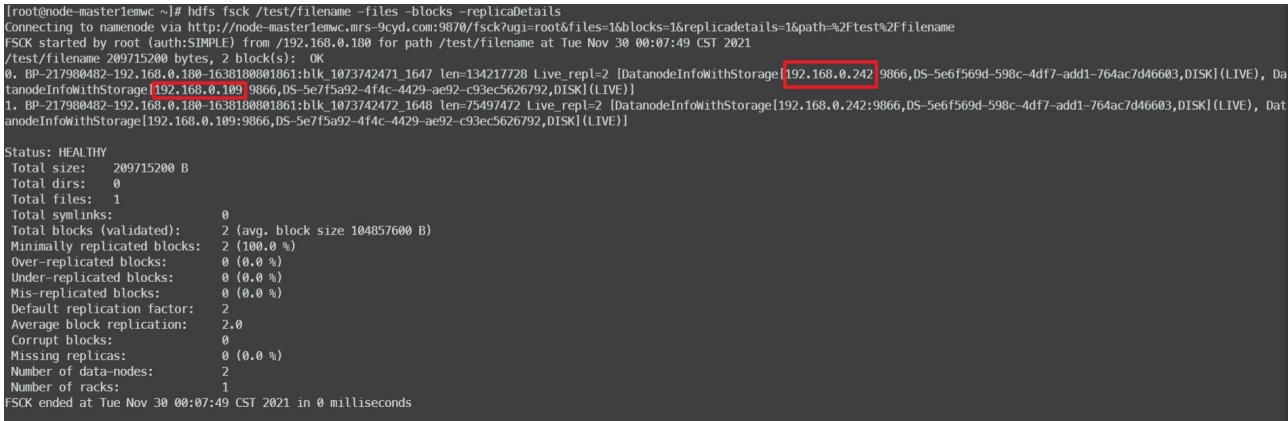 [root@node-master1emwc ~]# hdfs fsck /test/filename -files -blocks -replicaDetails
Connecting to namenode via http://node-master1emwc.mrs-9cyd.com:9870/fsck?ugi=root&files=1&blocks=1&replicadetails=1&path=%2Ftest%2Ffilename
FSCK started by root (auth:SIMPLE) from /192.168.0.180 for path /test/filename at Tue Nov 30 00:07:49 CST 2021
/test/filename 209715200 bytes, 2 block(s):  OK
0. BP-217980482-192.168.0.180-1638180801861:blk_1073742471_1647 len=134217728 Live_repl=2 [DatanodeInfoWithStorage[192.168.0.242:9866,DS-5e6f569d-598c-4df7-add1-764ac7d46603,DISK](LIVE), Da
tanodeInfoWithStorage[192.168.0.109:9866,DS-5e7f5a92-4f4c-4429-ae92-c93ec5626792,DISK](LIVE)]
1. BP-217980482-192.168.0.180-1638180801861:blk_1073742472_1648 len=75497472 Live_repl=2 [DatanodeInfoWithStorage[192.168.0.242:9866,DS-5e6f569d-598c-4df7-add1-764ac7d46603,DISK](LIVE), Dat
anodeInfoWithStorage[192.168.0.109:9866,DS-5e7f5a92-4f4c-4429-ae92-c93ec5626792,DISK](LIVE)]
Status: HEALTHY
Total size:    209715200 B
Total dirs:    0
Total files:   1
Total symlinks:                0
Total blocks (validated):      2 (avg. block size 104857600 B)
Minimally replicated blocks:   2 (100.0 %)
Over-replicated blocks:        0 (0.0 %)
Under-replicated blocks:       0 (0.0 %)
Mis-replicated blocks:         0 (0.0 %)
Default replication factor:    2
Average block replication:     2.0
Corrupt blocks:                0
Missing replicas:              0 (0.0 %)
Number of data-nodes:          2
Number of racks:               1
FSCK ended at Tue Nov 30 00:07:49 CST 2021 in 0 milliseconds